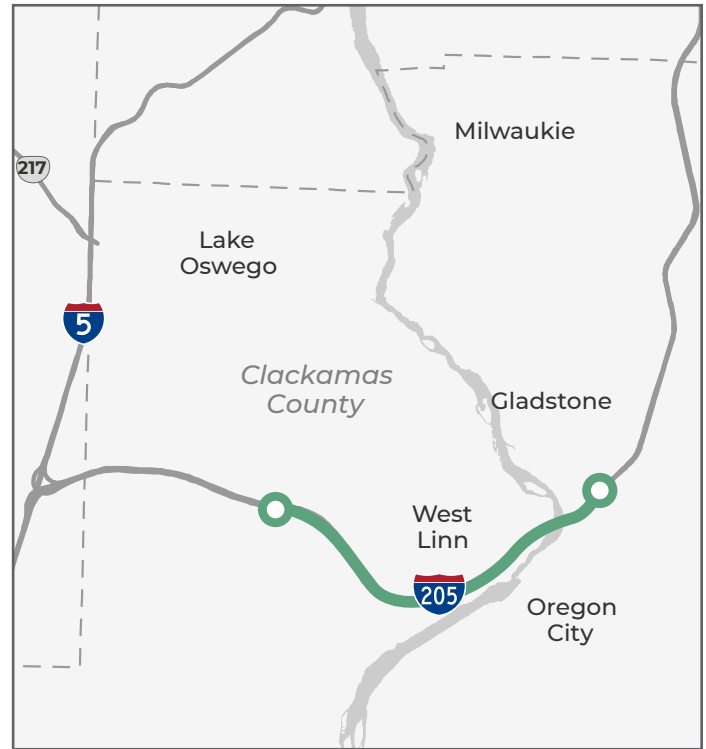 Milwaukie
217
Lake
Oswego
5
Clackamas
County
Gladstone
West
Linn
205
Oregon
City